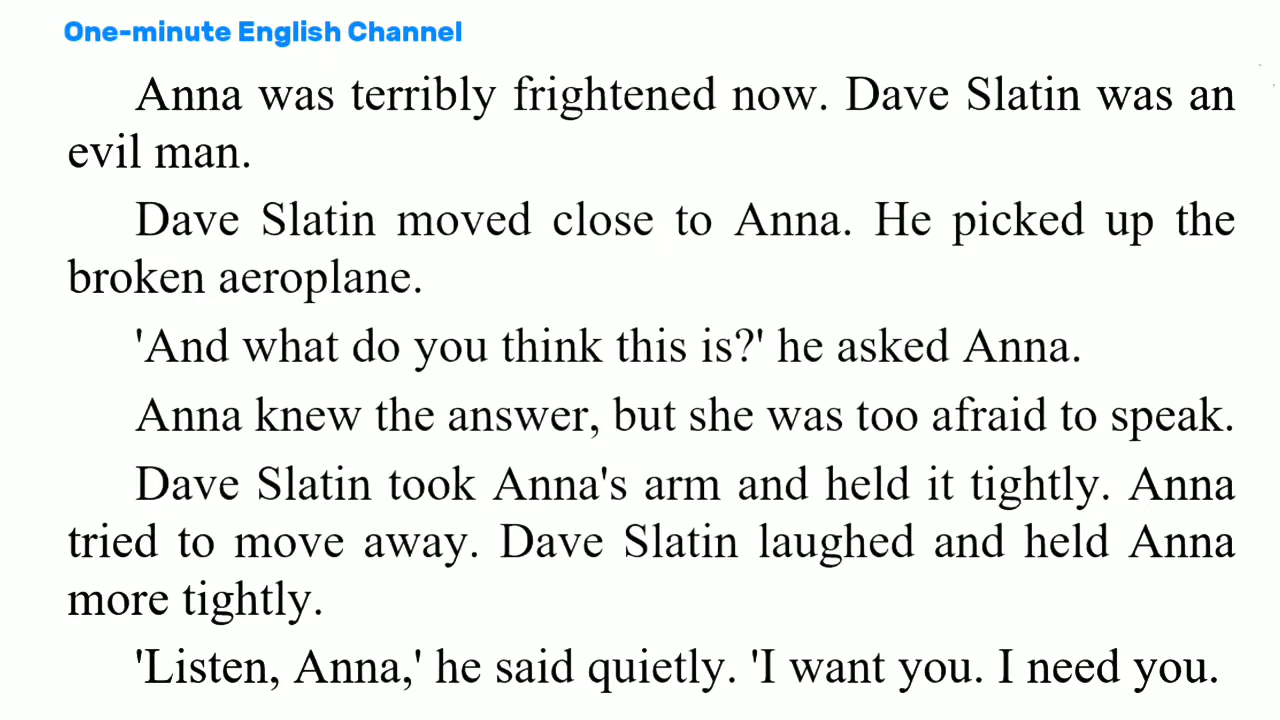 One-minute English Channel
Anna was terribly frightened now. Dave Slatin was an
evil man.
Dave Slatin moved close to Anna. He picked up the
broken aeroplane.
'And what do you think this is?' he asked Anna.
Anna knew the answer, but she was too afraid to speak.
Dave Slatin took Anna's arm and held it tightly. Anna
tried to move away. Dave Slatin laughed and held Anna
more tightly.
'Listen, Anna,' he said quietly. 'I want you. I need you.